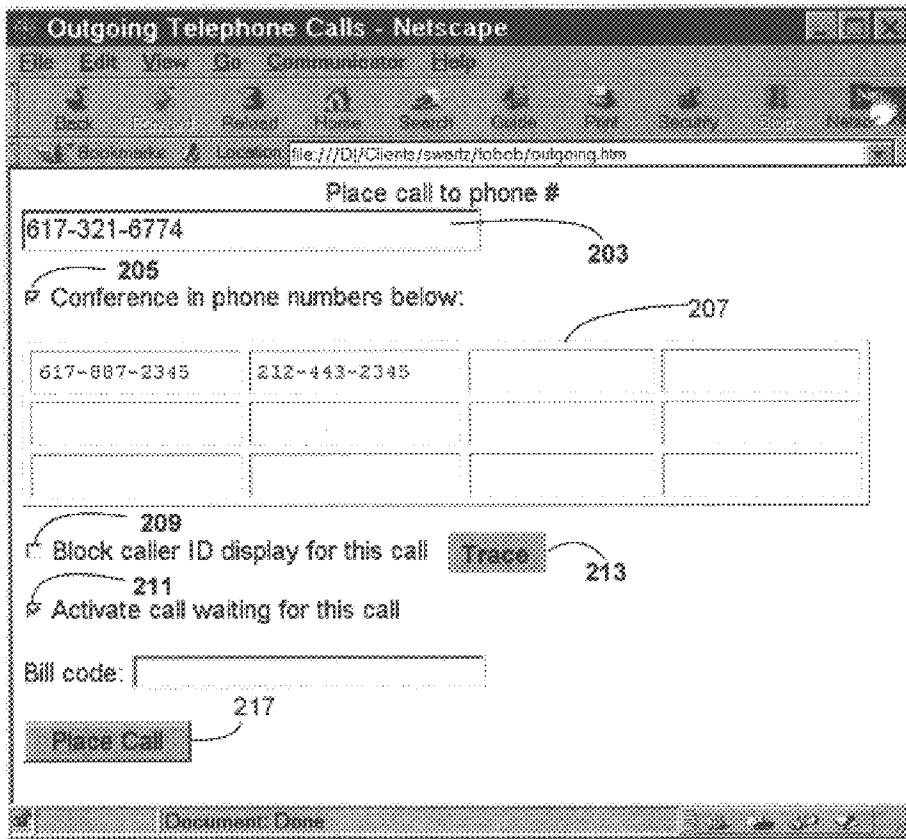 Outgoing Telephone Calls - Netscape
File Edit View Go Communicator Help
Back Reload Home Search Guide Print Security
Bookmarks Location: file:///D|/Clients/swartz/tobob/outgoing.htm
Place call to phone #
617-321-6774
203
205
Conference in phone numbers below:
207
617-887-2345 212-443-2345
209
Block caller ID display for this call Trace
213
211
Activate call waiting for this call
Bill code:
217
Place Call
Document: Done